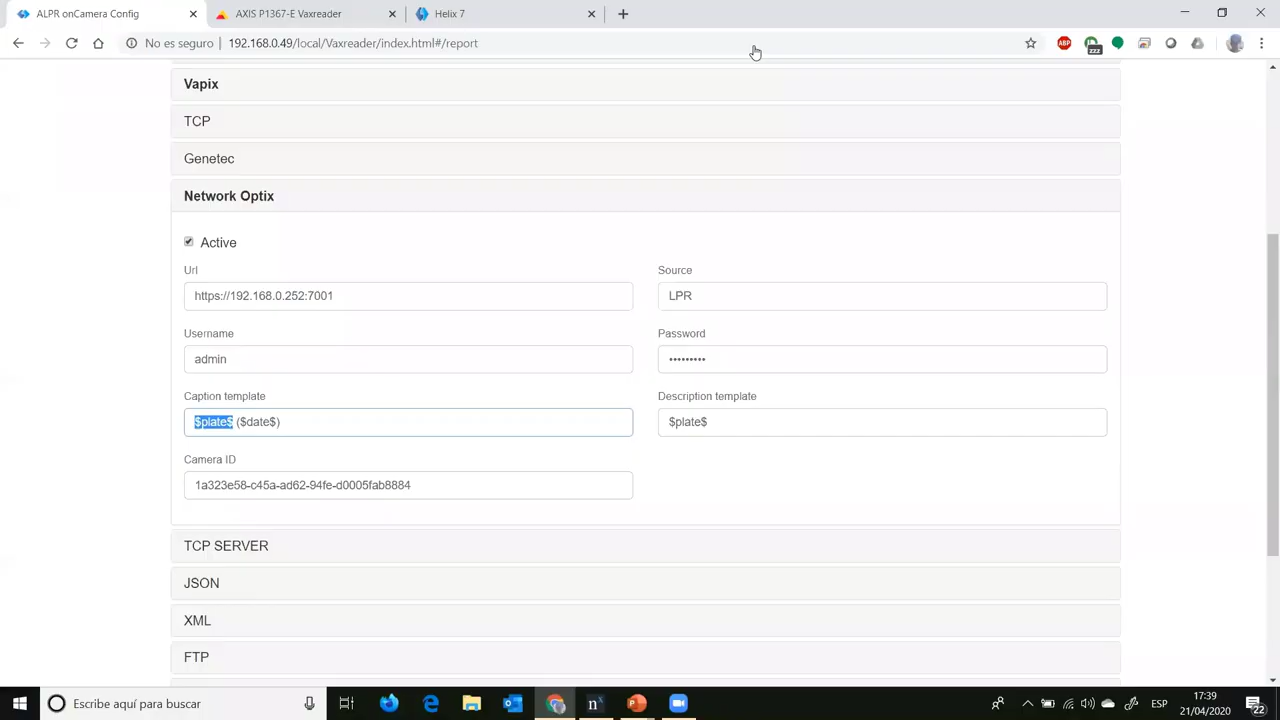 ALPR onCamera Config
AXIS P1367-E Vaxreader
Helix 7
No es seguro | 192.168.0.49/local/Vaxreader/index.html#/report
ABP
zzz
Vapix
TCP
Genetec
Network Optix
Active
Url
Source
https://192.168.0.252:7001
LPR
Username
Password
admin
•••••••••
Caption template
Description template
$plate$ ($date$)
$plate$
Camera ID
1a323e58-c45a-ad62-94fe-d0005fab8884
TCP SERVER
JSON
XML
FTP
Escribe aquí para buscar
ESP
17:39
21/04/2020
22